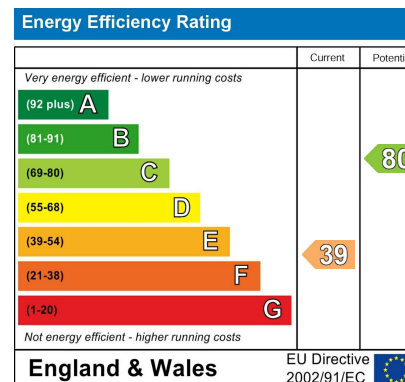 Energy Efficiency Rating
Current Potenti
Very energy efficient - lower running costs
(92 plus) A
(81-91) B
(69-80) C
80
(55-68) D
(39-54) E
39
(21-38) F
(1-20) G
Not energy efficient - higher running costs
England & Wales
EU Directive
2002/91/EC